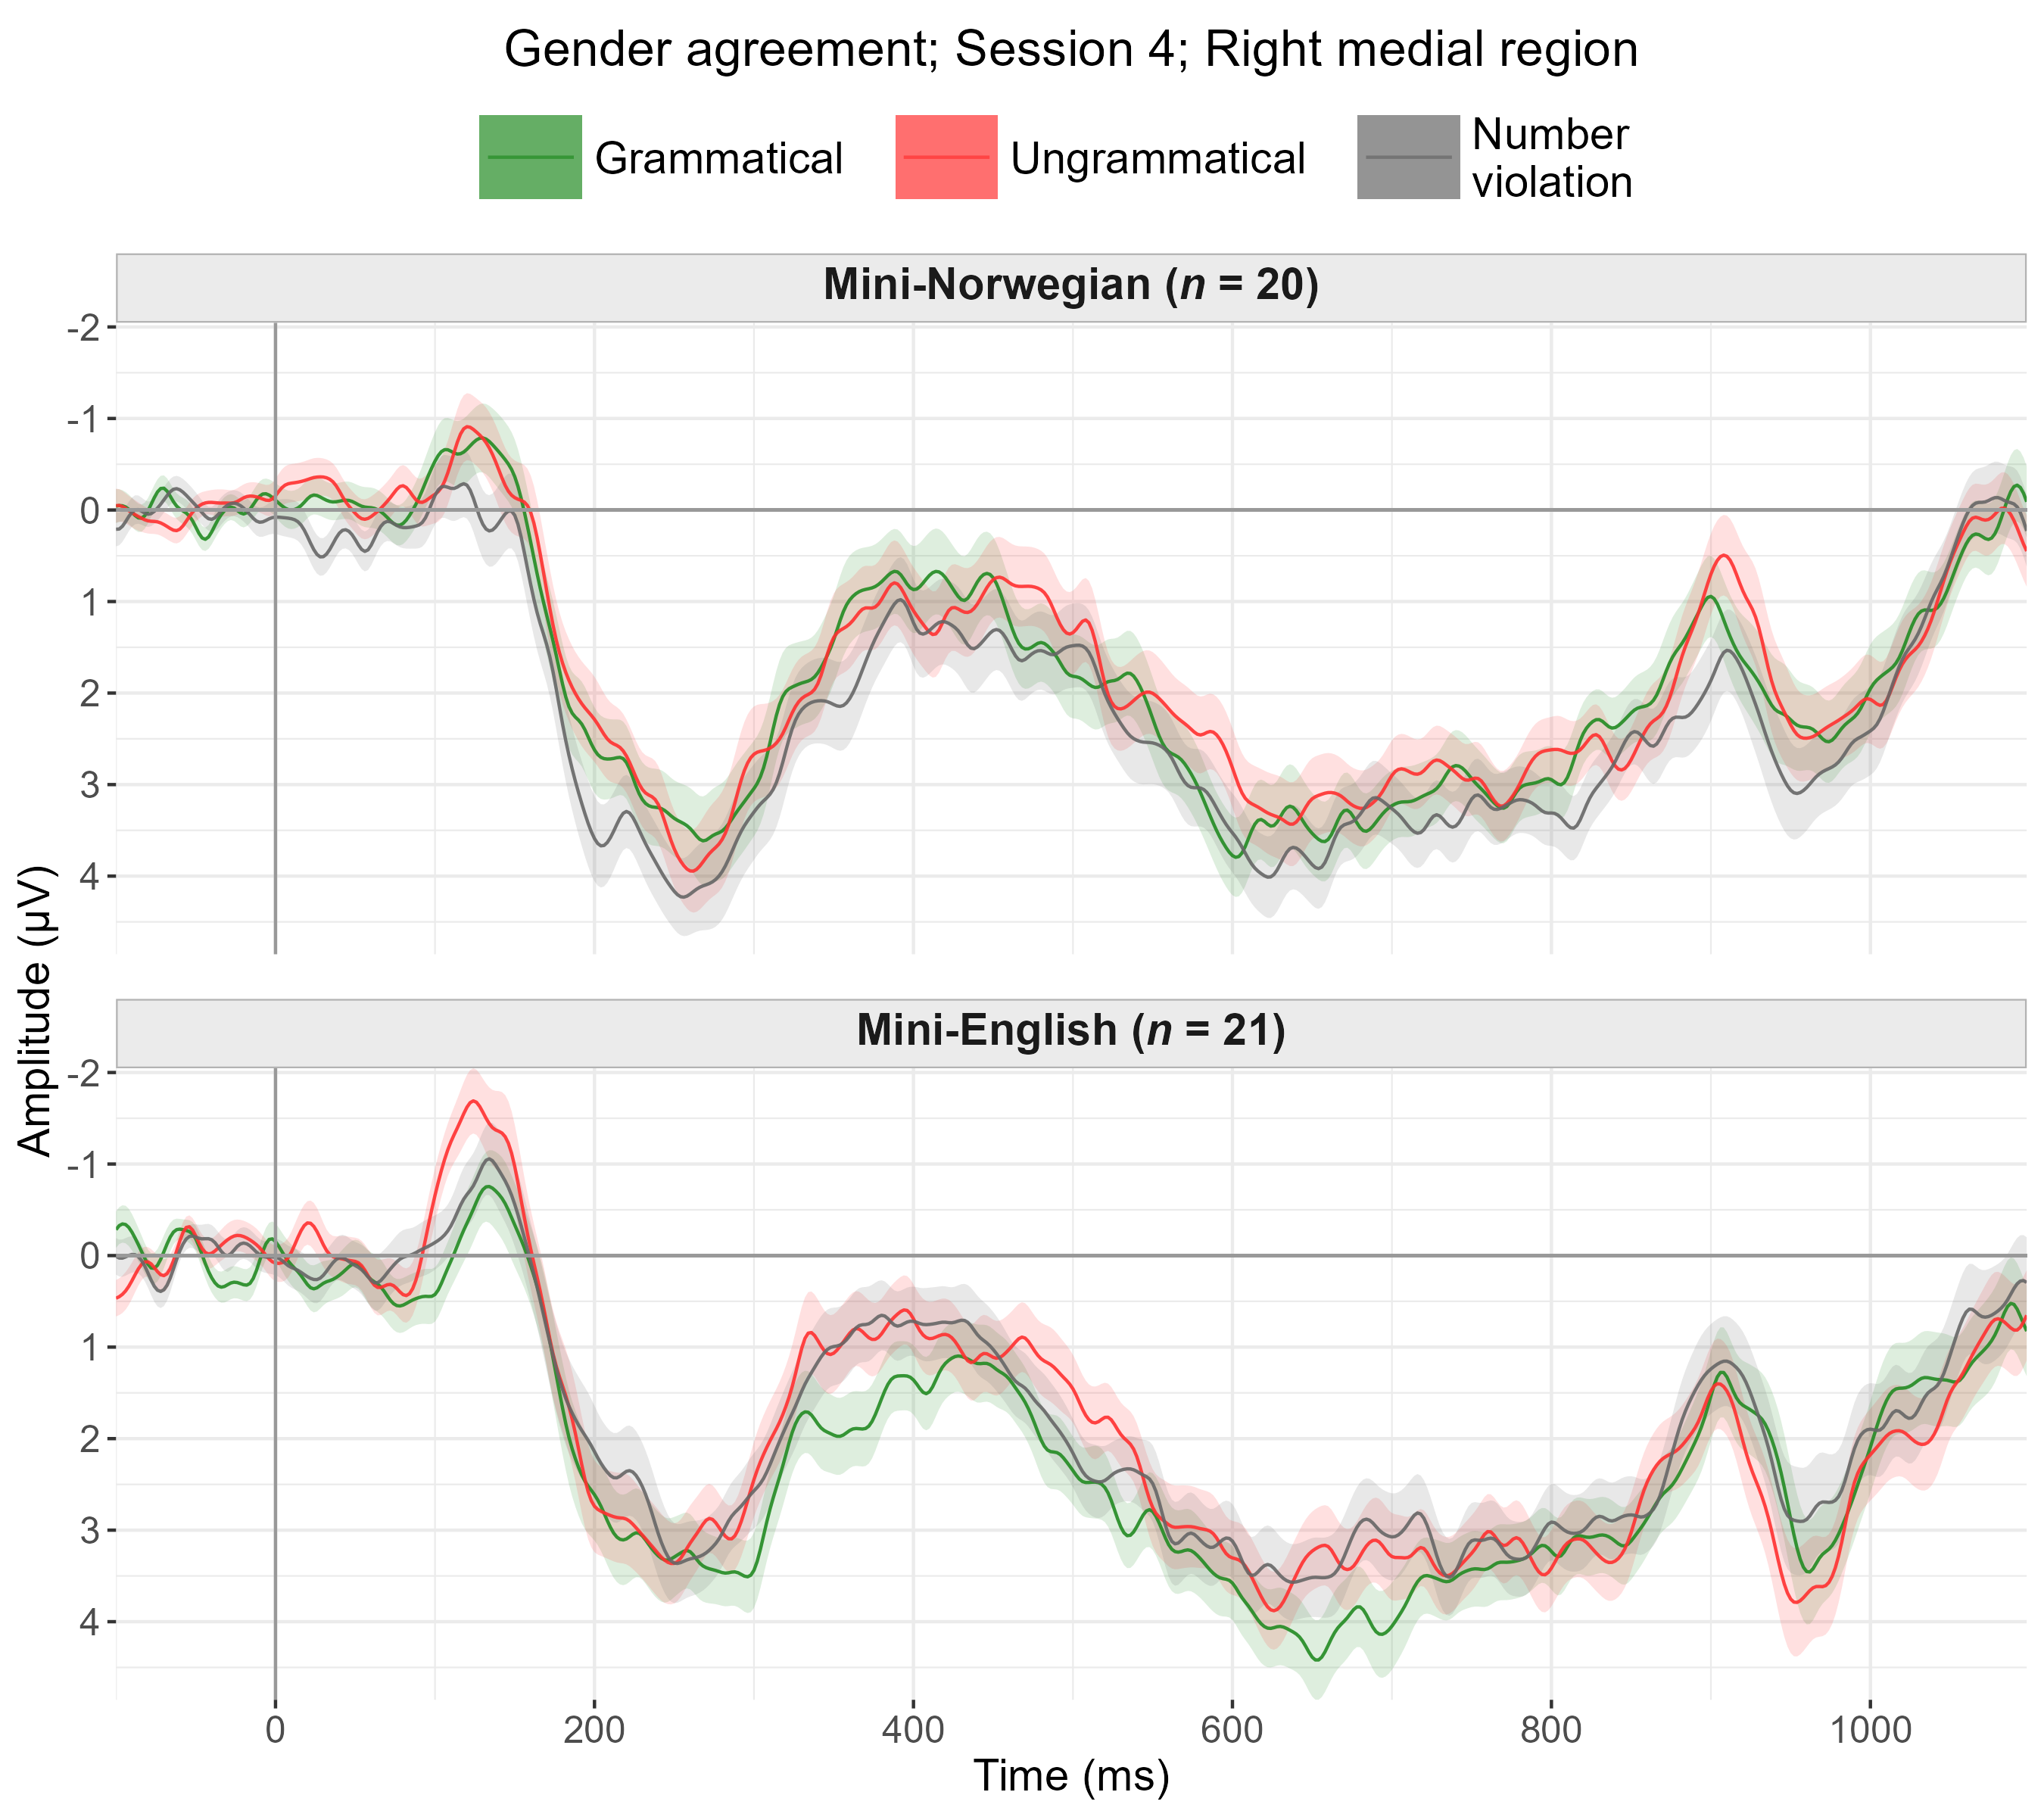 Gender agreement; Session 4; Right medial region
Grammatical
Ungrammatical
Number
violation
Mini-Norwegian (n = 20)
-2
-1
0
1
2
3
4
Amplitude (µV)
Mini-English (n = 21)
-2
-1
0
1
2
3
4
0 200 400 600 800 1000
Time (ms)